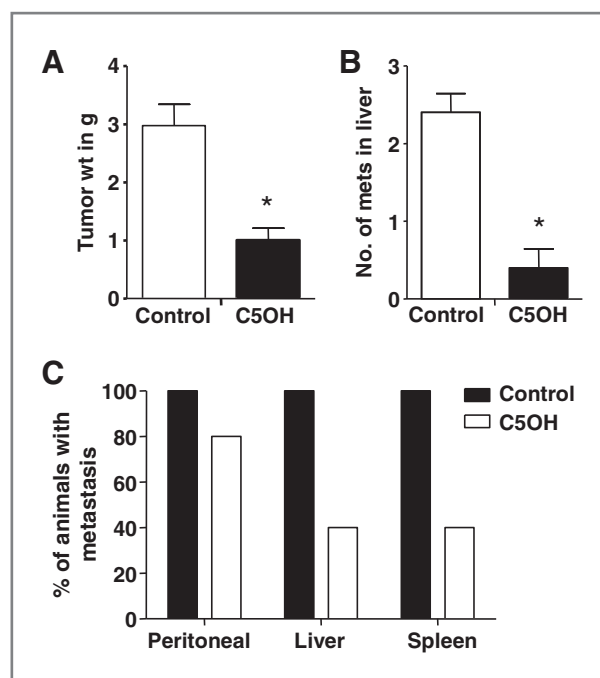 A
Tumor wt in g
4
3
2
1
0
*
Control C5OH
B
No. of mets in liver
3
2
1
0
*
Control C5OH
C
% of animals with
metastasis
100
80
60
40
20
0
Peritoneal Liver Spleen
Control
C5OH